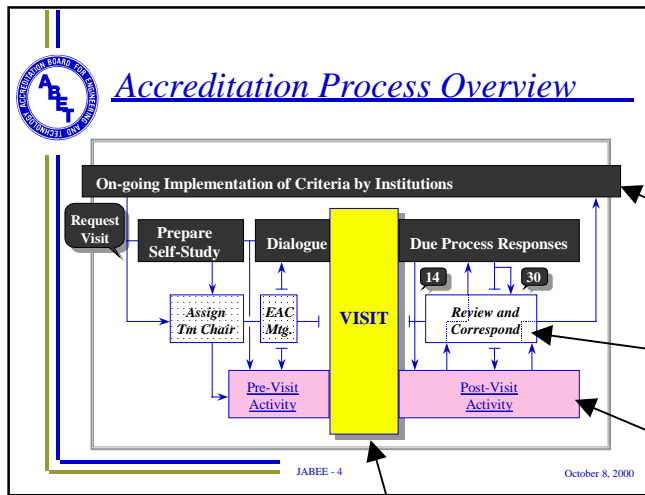 ACCREDITATION BOARD FOR ENGINEERING AND TECHNOLOGY
ABET
Accreditation Process Overview
On-going Implementation of Criteria by Institutions
Request
Visit
Prepare
Self-Study
Dialogue
Due Process Responses
14
30
Assign
Tm Chair
EAC
Mtg.
VISIT
Review and
Correspond
Pre-Visit
Activity
Post-Visit
Activity
JABEE - 4
October 8, 2000